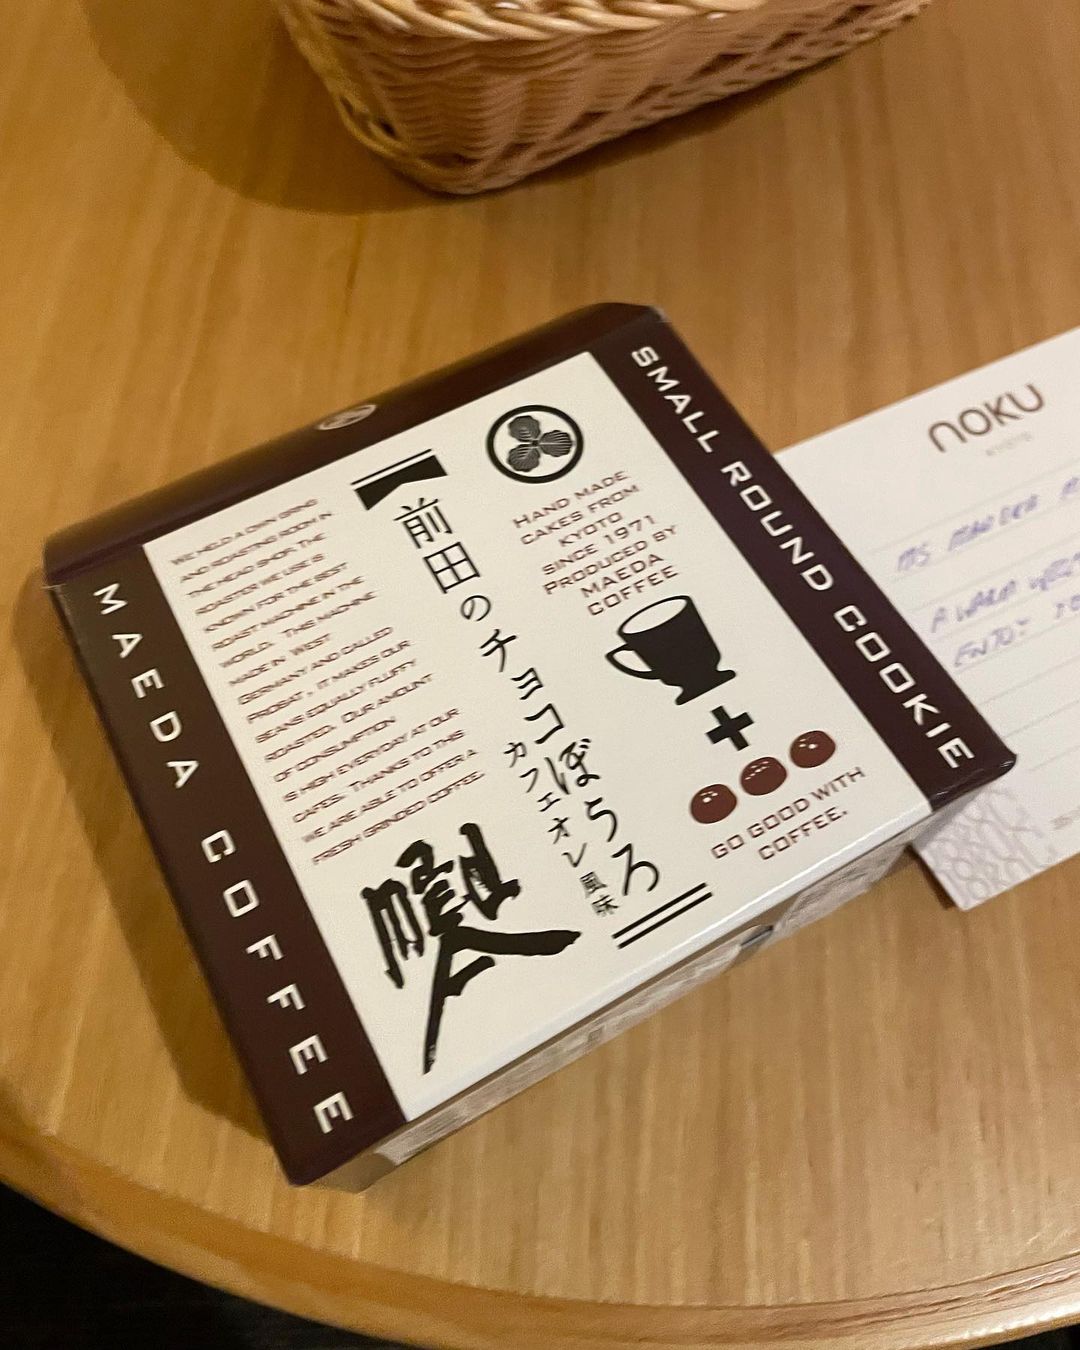 MAEDA COFFEE
WE HELD A OWN GRIND
AND ROASTING ROOM IN
THE HEAD SHOP. THE
ROASTER WE USE IS
KNOWN FOR THE BEST
ROAST MACHINE IN THE
WORLD. THIS MACHINE
MADE IN WEST
GERMANY AND CALLED
PROBAT, IT MAKES OUR
BEANS EQUALLY FLUFFY
ROASTED. OUR AMOUNT
OF CONSUMPTION
IS HIGH EVERYDAY AT OUR
CAFES. THANKS TO THIS
WE ARE ABLE TO OFFER A
FRESH GRINDED COFFEE.
前田のチョコぼうろ
カフェオレ風味
HAND MADE
CAKES FROM
KYOTO
SINCE 1971
PRODUCED BY
MAEDA
COFFEE
+
GO GOOD WITH
COFFEE.
SMALL ROUND COOKIE
NOKU
KYOTO
MS
A WARM
ENJOY